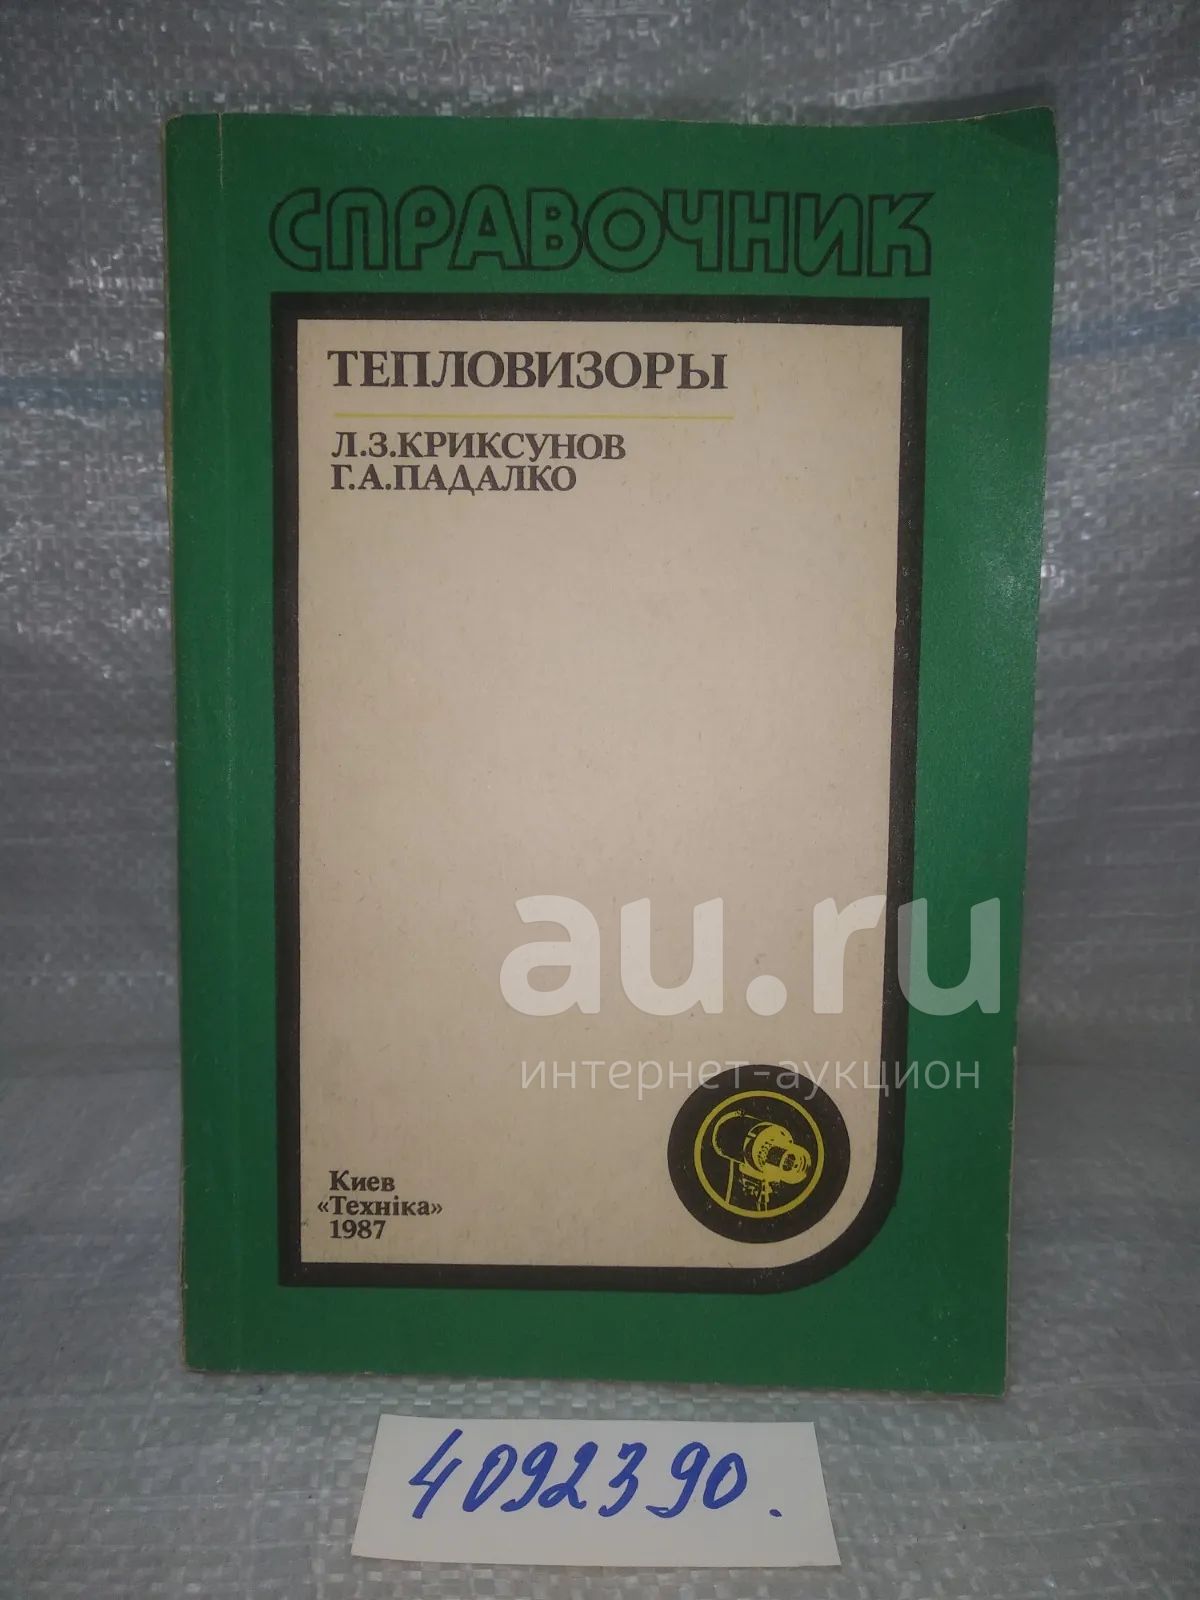 СПРАВОЧНИК
ТЕПЛОВИЗОРЫ
Л.З.КРИКСУНОВ
Г.А.ПАДАЛКО
au.ru
интернет-аукцион
Киев
«Техніка»
1987
4092390.